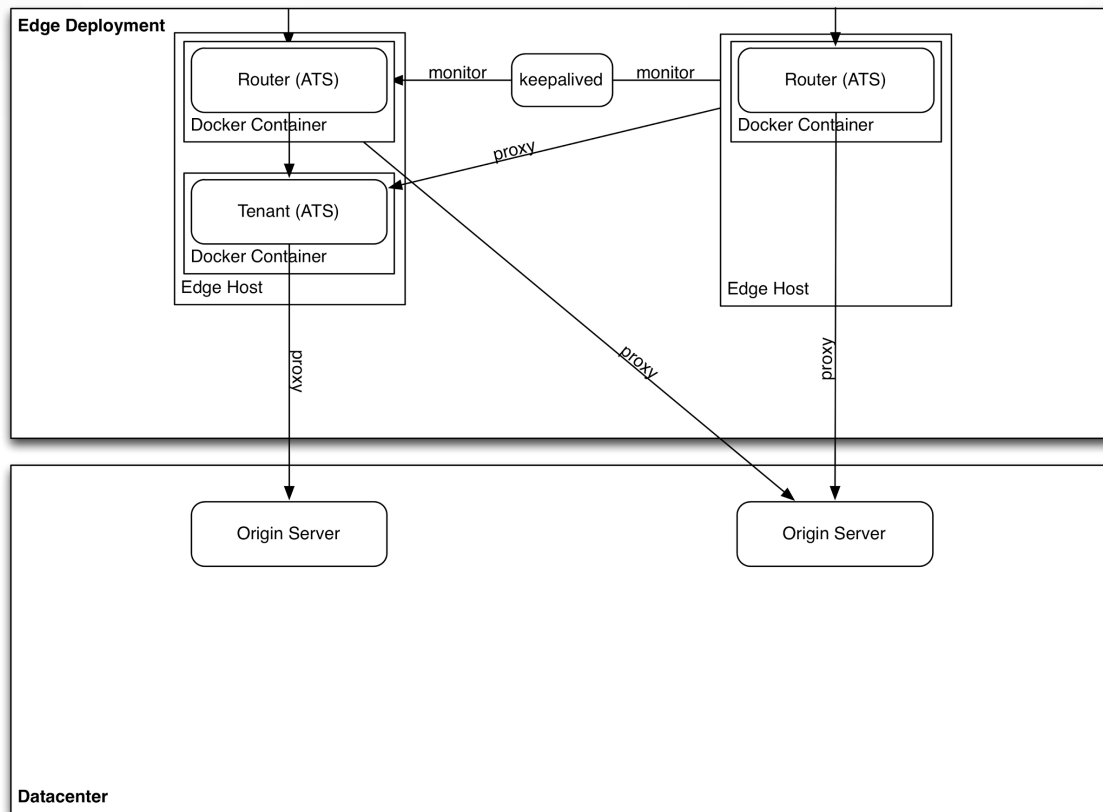 Edge Deployment
Router (ATS)
monitor
keepalived
monitor
Router (ATS)
Docker Container
Docker Container
proxy
Tenant (ATS)
Docker Container
Edge Host
Edge Host
proxy
proxy
proxy
Origin Server
Origin Server
Datacenter